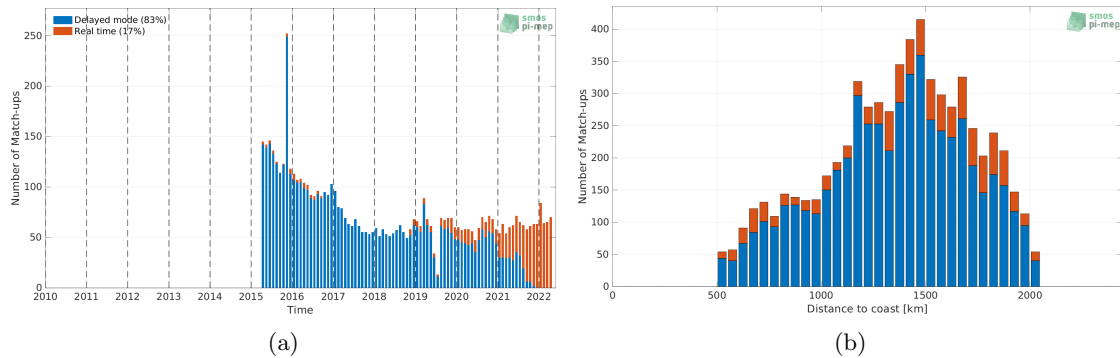 Delayed mode (83%)
Real time (17%)
smos
pi-mep
Number of Match-ups
250
200
150
100
50
0
2010 2011 2012 2013 2014 2015 2016 2017 2018 2019 2020 2021 2022
Time
(a)
smos
pi-mep
Number of Match-ups
400
350
300
250
200
150
100
50
0
0 500 1000 1500 2000
Distance to coast [km]
(b)